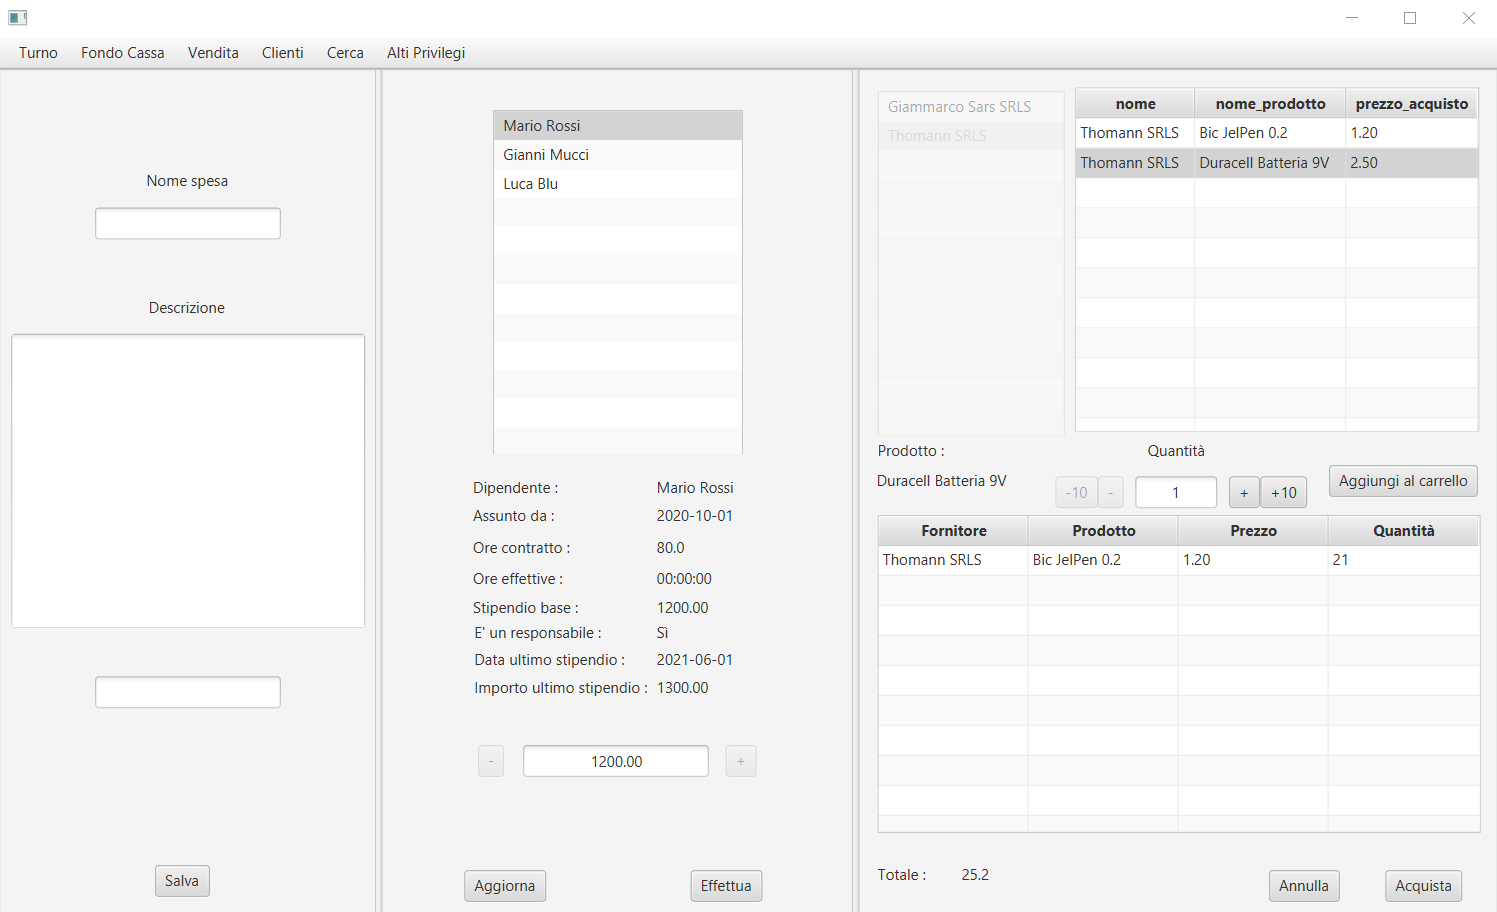 Turno Fondo Cassa Vendita Clienti Cerca Alti Privilegi
Nome spesa
Descrizione
Salva
Mario Rossi
Gianni Mucci
Luca Blu
Dipendente : Mario Rossi
Assunto da : 2020-10-01
Ore contratto : 80.0
Ore effettive : 00:00:00
Stipendio base : 1200.00
E' un responsabile : Sì
Data ultimo stipendio : 2021-06-01
Importo ultimo stipendio : 1300.00
- 1200.00 +
Aggiorna Effettua
Giammarco Sars SRLS
Thomann SRLS
nome nome_prodotto prezzo_acquisto
Thomann SRLS Bic JelPen 0.2 1.20
Thomann SRLS Duracell Batteria 9V 2.50
Prodotto : Quantità
Duracell Batteria 9V -10 - 1 + +10 Aggiungi al carrello
Fornitore Prodotto Prezzo Quantità
Thomann SRLS Bic JelPen 0.2 1.20 21
Totale : 25.2 Annulla Acquista